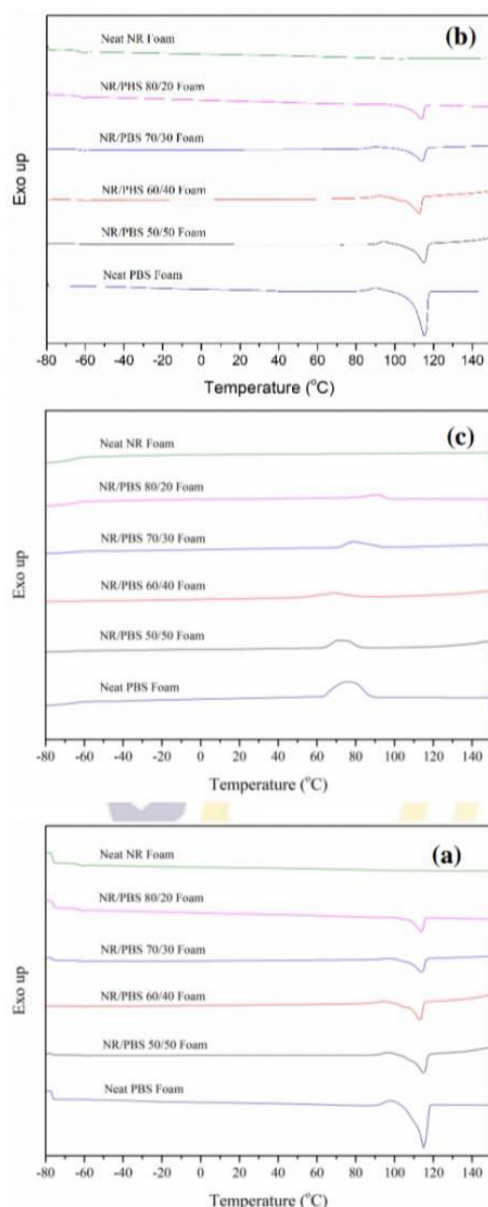 (b)
Neat NR Foam
NR/PBS 80/20 Foam
NR/PBS 70/30 Foam
NR/PBS 60/40 Foam
NR/PBS 50/50 Foam
Neat PBS Foam
Exo up
-80 -60 -40 -20 0 20 40 60 80 100 120 140
Temperature (°C)
(c)
Neat NR Foam
NR/PBS 80/20 Foam
NR/PBS 70/30 Foam
NR/PBS 60/40 Foam
NR/PBS 50/50 Foam
Neat PBS Foam
Exo up
-80 -60 -40 -20 0 20 40 60 80 100 120 140
Temperature (°C)
(a)
Neat NR Foam
NR/PBS 80/20 Foam
NR/PBS 70/30 Foam
NR/PBS 60/40 Foam
NR/PBS 50/50 Foam
Neat PBS Foam
Exo up
-80 -60 -40 -20 0 20 40 60 80 100 120 140
Temperature (°C)